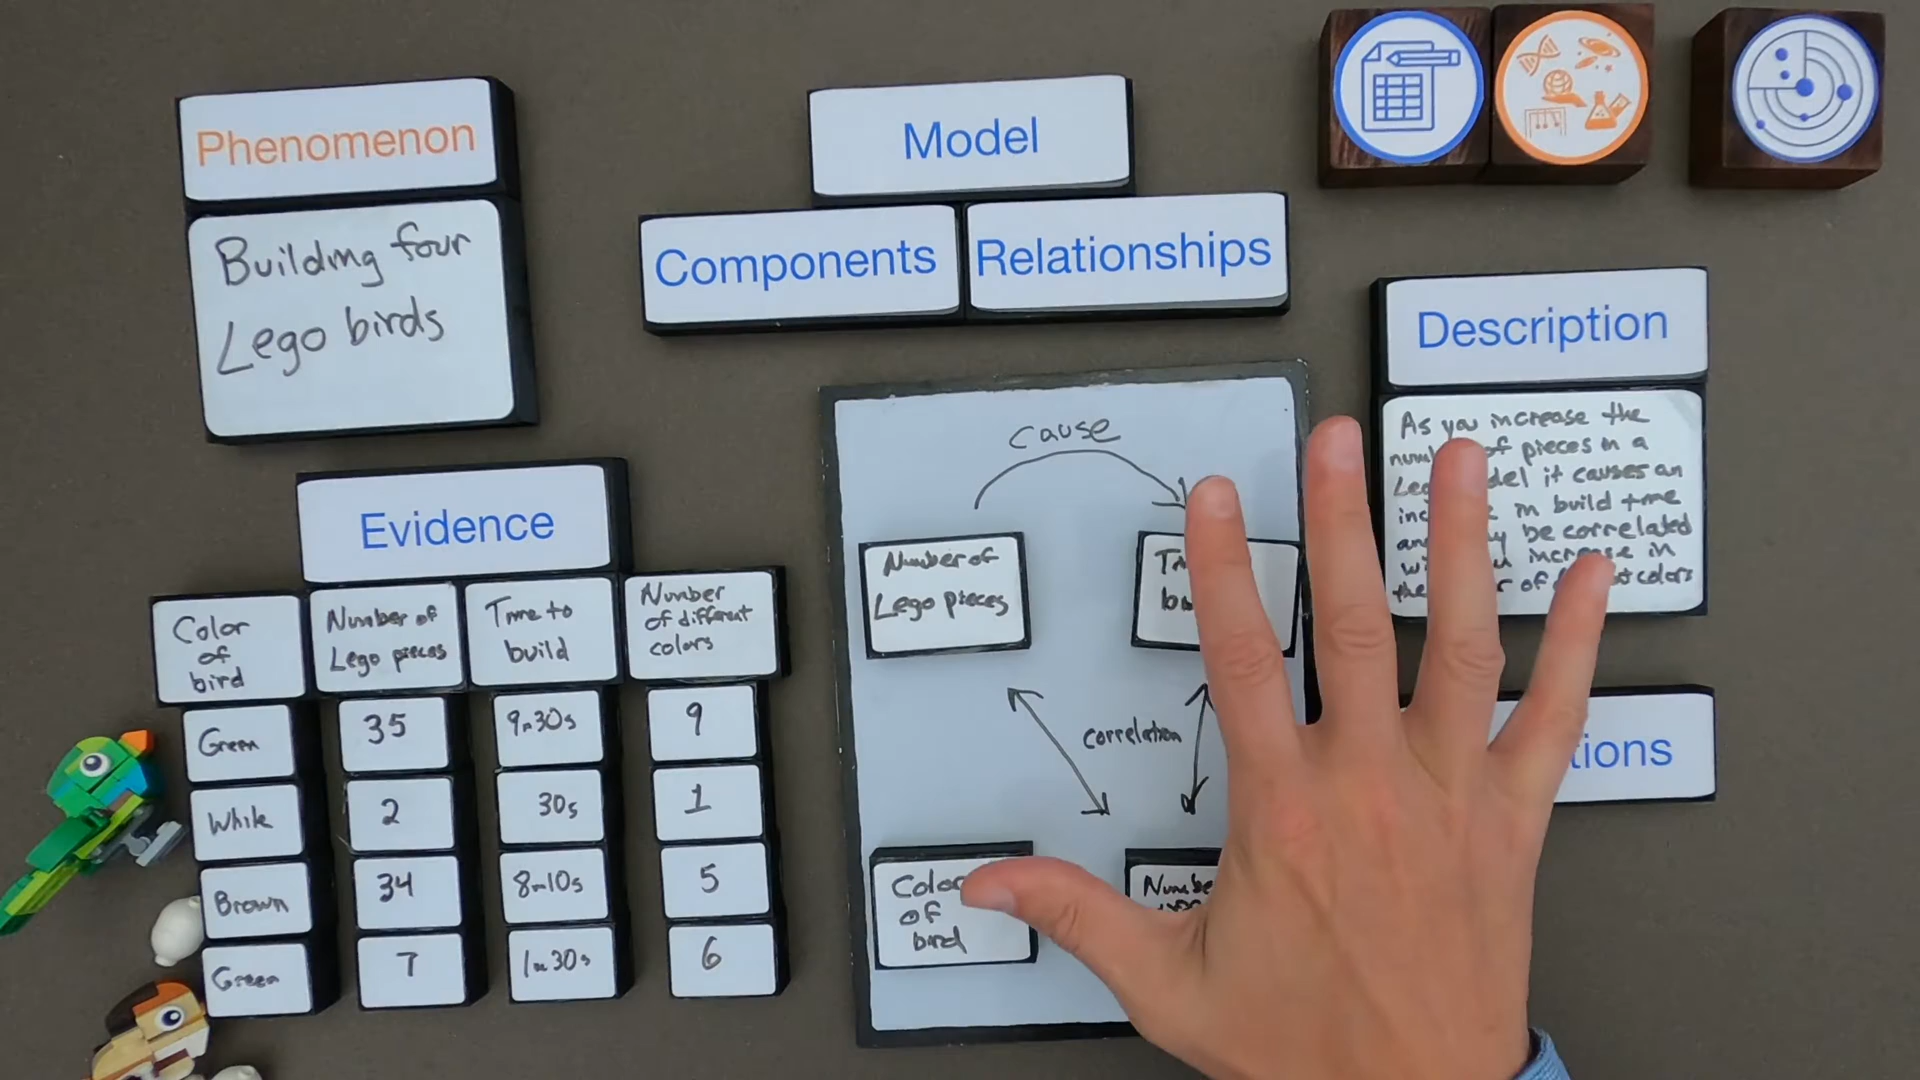 Phenomenon
Building four
Lego birds
Model
Components
Relationships
Evidence
Color
of
bird
Number of
Lego pieces
Time to
build
Number
of different
colors
Green
35
9m30s
9
White
2
30s
1
Brown
34
8m10s
5
Green
7
1m30s
6
cause
Number of
Lego pieces
correlation
Color
of
bird
Description
As you increase the
of pieces in a
it causes an
in build time
be correlated
increase in
the of colors